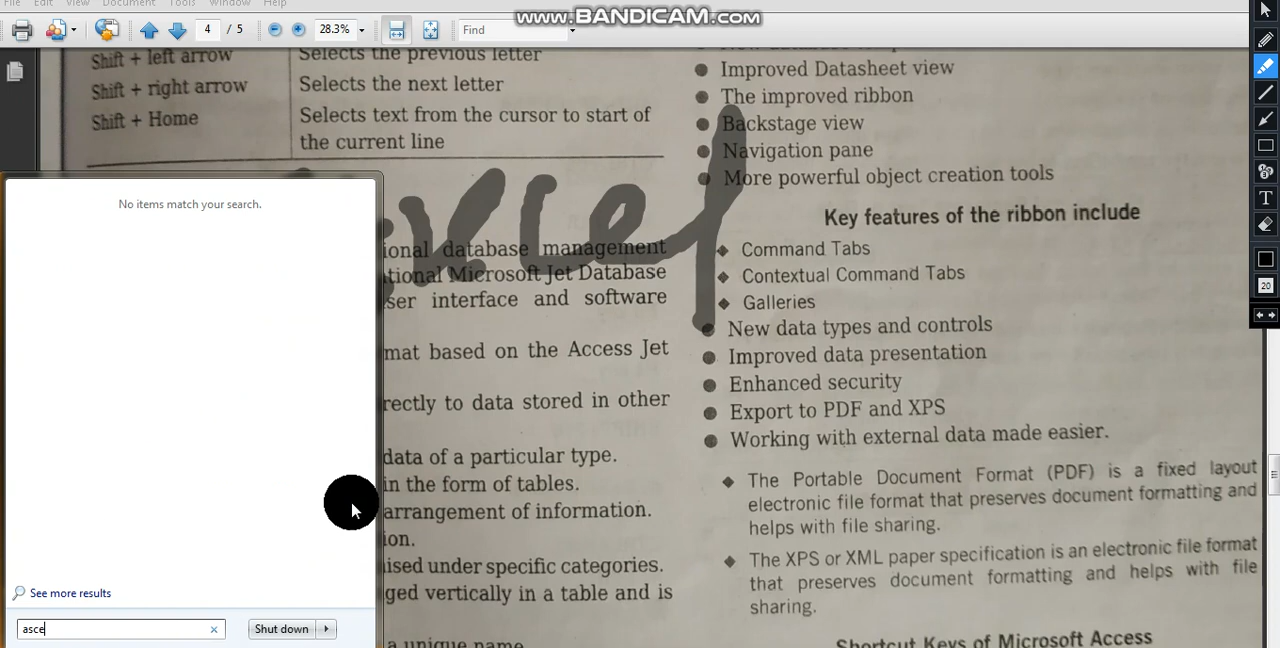 File Edit View Document Tools Window Help
www.BANDICAM.com
4 / 5 28.3% Find
Shift + left arrow Selects the previous letter
Shift + right arrow Selects the next letter
Shift + Home Selects text from the cursor to start of
the current line
No items match your search.
ional database management
tional Microsoft Jet Database
ser interface and software
mat based on the Access Jet
rectly to data stored in other
data of a particular type.
in the form of tables.
arrangement of information.
ion.
ised under specific categories.
ged vertically in a table and is
a unique name
See more results
asce
Shut down
Improved Datasheet view
The improved ribbon
Backstage view
Navigation pane
More powerful object creation tools
Key features of the ribbon include
Command Tabs
Contextual Command Tabs
Galleries
New data types and controls
Improved data presentation
Enhanced security
Export to PDF and XPS
Working with external data made easier.
The Portable Document Format (PDF) is a fixed layout
electronic file format that preserves document formatting and
helps with file sharing.
The XPS or XML paper specification is an electronic file format
that preserves document formatting and helps with file
sharing.
Shortcut Keys of Microsoft Access
T
20